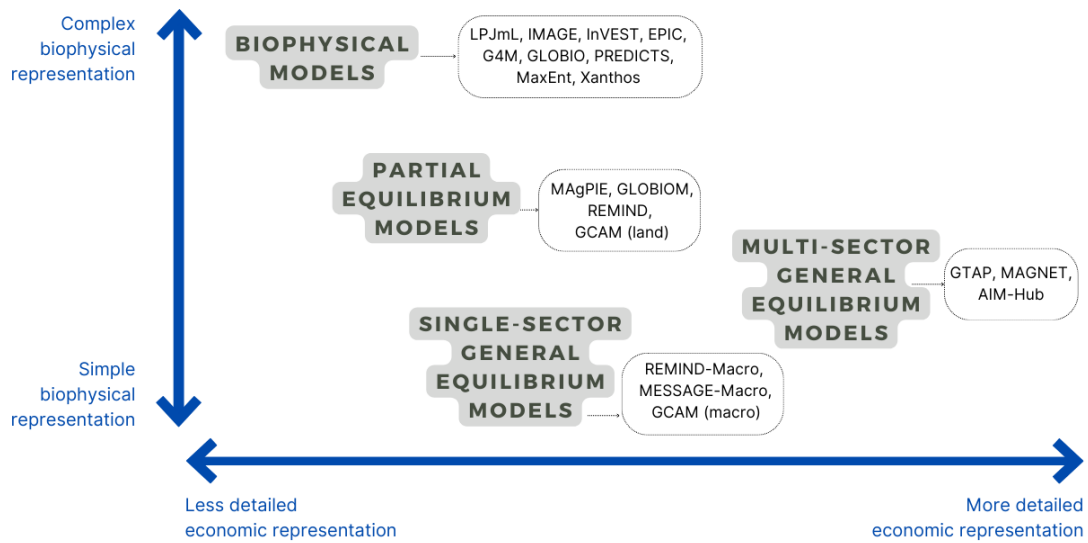 Complex
biophysical
representation
BIOPHYSICAL
MODELS
LPJmL, IMAGE, InVEST, EPIC,
G4M, GLOBIO, PREDICTS,
MaxEnt, Xanthos
PARTIAL
EQUILIBRIUM
MODELS
MAgPIE, GLOBIOM,
REMIND,
GCAM (land)
MULTI-SECTOR
GENERAL
EQUILIBRIUM
MODELS
GTAP, MAGNET,
AIM-Hub
SINGLE-SECTOR
GENERAL
EQUILIBRIUM
MODELS
REMIND-Macro,
MESSAGE-Macro,
GCAM (macro)
Simple
biophysical
representation
Less detailed
economic representation
More detailed
economic representation